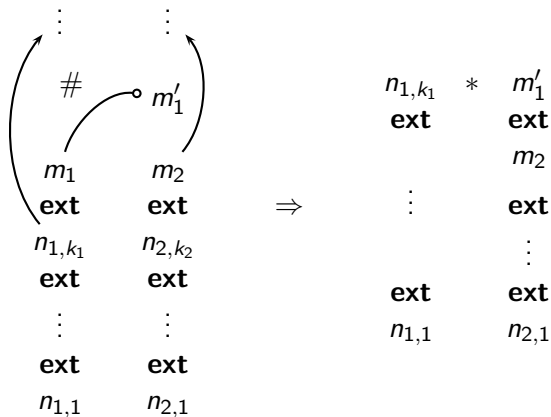 ⋮ ⋮
#
m′₁
n₁,ₖ₁ * m′₁
ext ext
m₂
m₁ m₂
ext ext ⇒ ⋮ ext
n₁,ₖ₁ n₂,ₖ₂
⋮
ext ext
ext ext
⋮ ⋮
n₁,₁ n₂,₁
ext ext
n₁,₁ n₂,₁